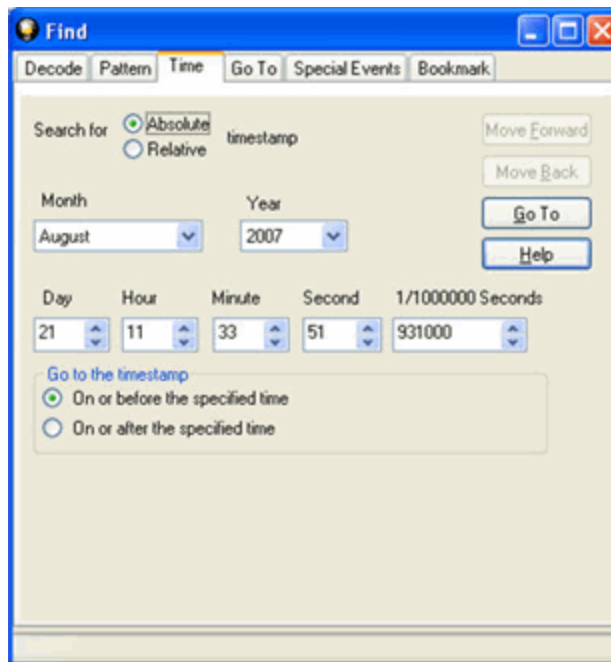 Find
Decode Pattern Time Go To Special Events Bookmark
Search for Absolute timestamp
Relative
Move Forward
Move Back
Month Year Go To
August 2007 Help
Day Hour Minute Second 1/1000000 Seconds
21 11 33 51 931000
Go to the timestamp
On or before the specified time
On or after the specified time